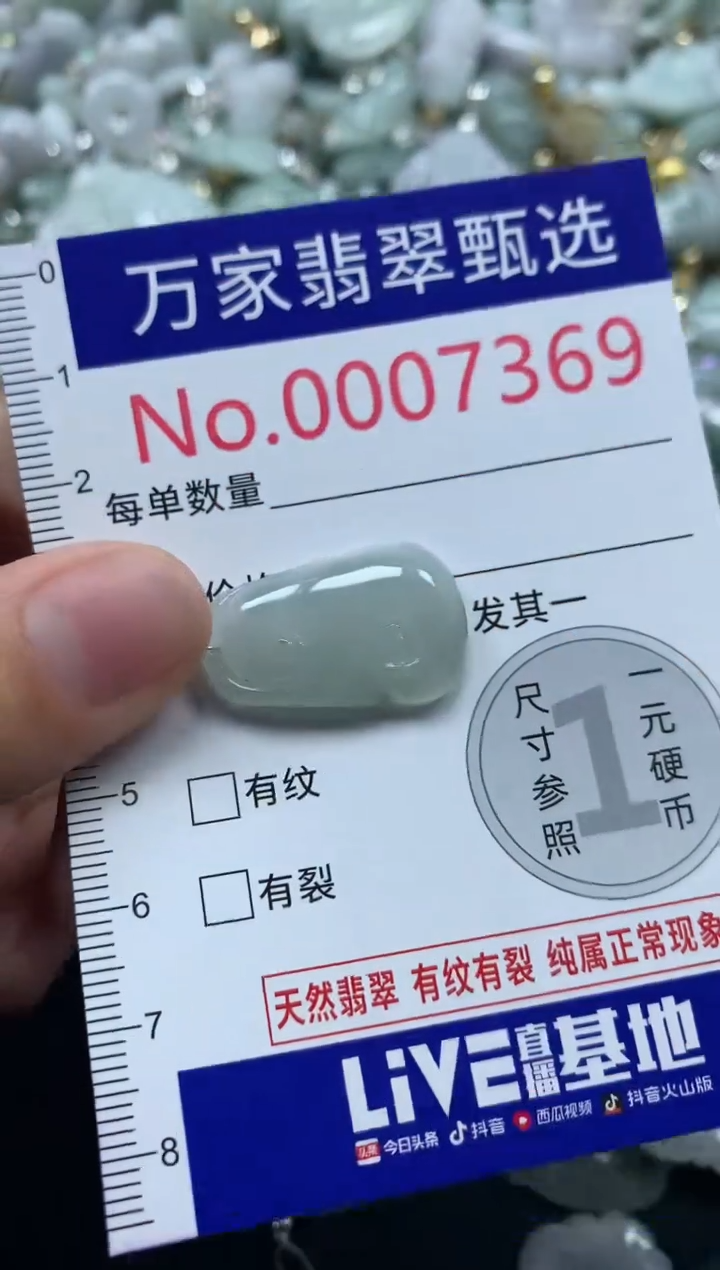 万家翡翠甄选
No.0007369
每单数量
发其一
尺寸参照
1
一元硬币
有纹
有裂
天然翡翠 有纹有裂 纯属正常现象
LiVE直播基地
头条 今日头条 抖音 西瓜视频 抖音火山版
0
1
2
5
6
7
8